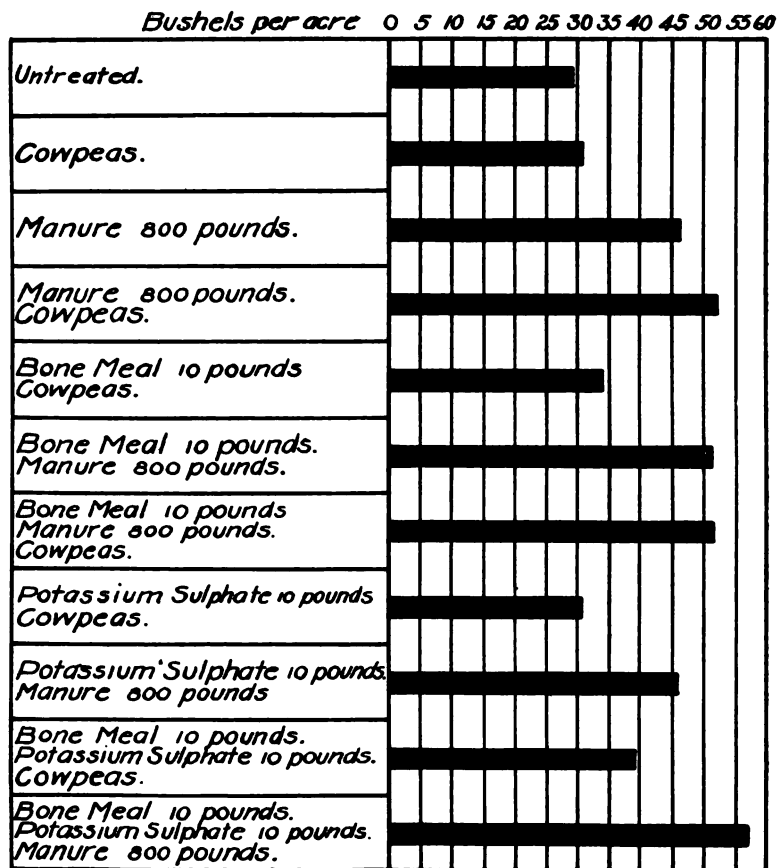 Bushels per acre 0 5 10 15 20 25 30 35 40 45 50 55 60
Untreated.
Cowpeas.
Manure 800 pounds.
Manure 800 pounds.
Cowpeas.
Bone Meal 10 pounds
Cowpeas.
Bone Meal 10 pounds.
Manure 800 pounds.
Bone Meal 10 pounds
Manure 800 pounds.
Cowpeas.
Potassium Sulphate 10 pounds
Cowpeas.
Potassium Sulphate 10 pounds.
Manure 800 pounds
Bone Meal 10 pounds.
Potassium Sulphate 10 pounds.
Cowpeas.
Bone Meal 10 pounds.
Potassium Sulphate 10 pounds.
Manure 800 pounds.